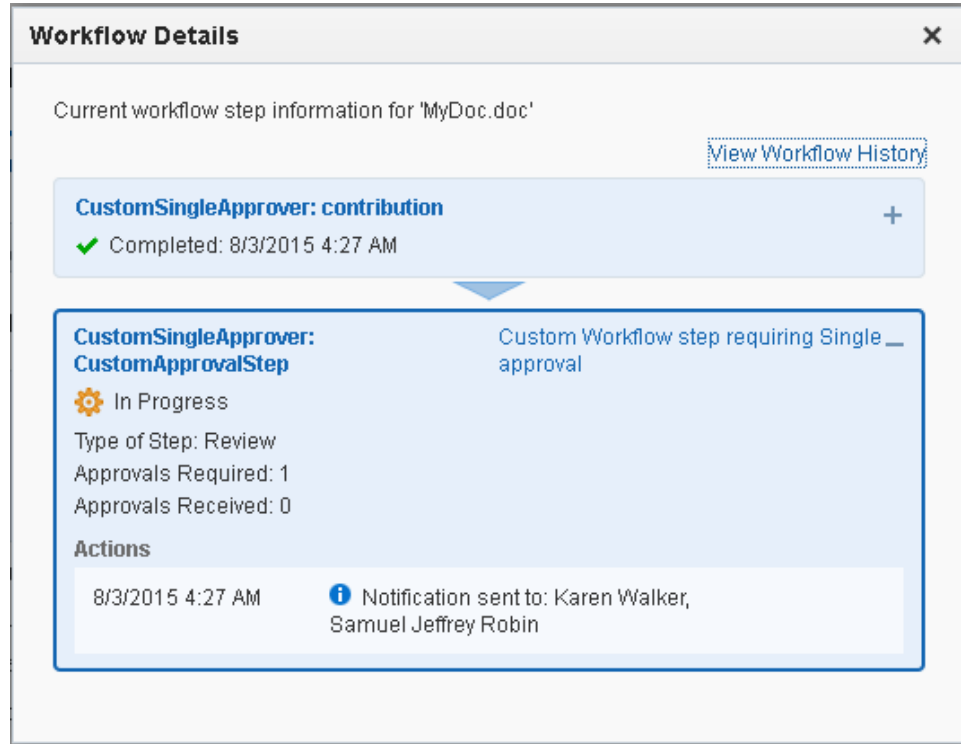 Workflow Details
Current workflow step information for 'MyDoc.doc'
View Workflow History
CustomSingleApprover: contribution
Completed: 8/3/2015 4:27 AM
CustomSingleApprover:
CustomApprovalStep
Custom Workflow step requiring Single
approval
In Progress
Type of Step: Review
Approvals Required: 1
Approvals Received: 0
Actions
8/3/2015 4:27 AM
Notification sent to: Karen Walker,
Samuel Jeffrey Robin